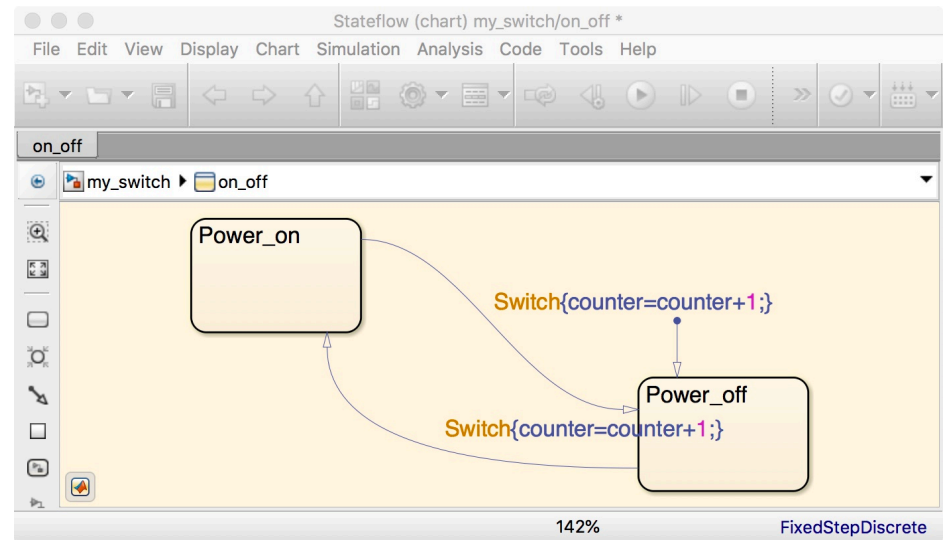 Stateflow (chart) my_switch/on_off *
File Edit View Display Chart Simulation Analysis Code Tools Help
on_off
my_switch on_off
Power_on
Switch{counter=counter+1;}
Power_off
Switch{counter=counter+1;}
142% FixedStepDiscrete